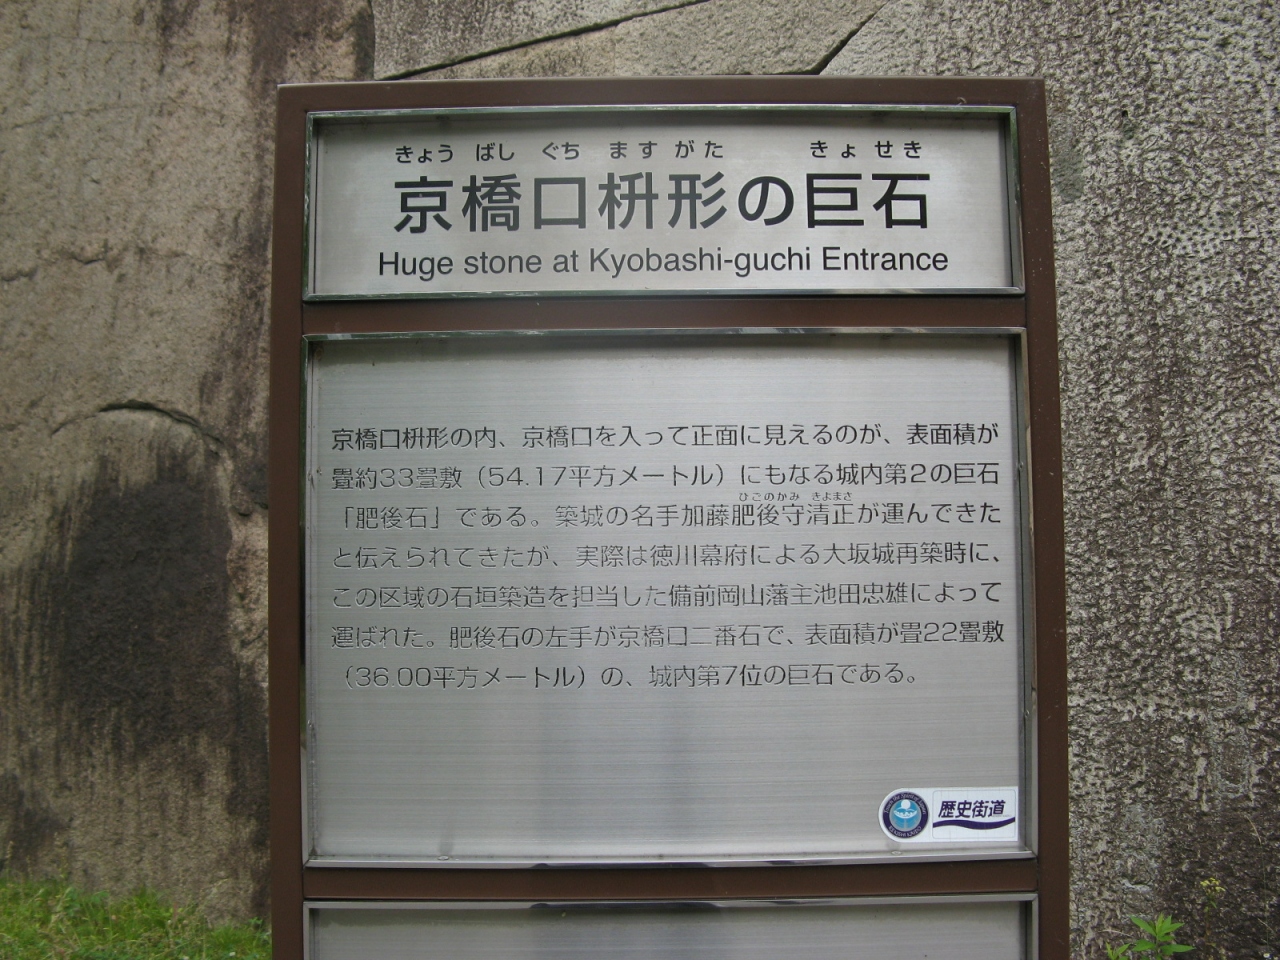 きょう ばし ぐち ます がた きょ せき
京橋口枡形の巨石
Huge stone at Kyobashi-guchi Entrance
京橋口枡形の内、京橋口を入って正面に見えるのが、表面積が
畳約33畳敷（54.17平方メートル）にもなる城内第2の巨石
ひごのかみ きよまさ
「肥後石」である。築城の名手加藤肥後守清正が運んできた
と伝えられてきたが、実際は徳川幕府による大坂城再築時に、
この区域の石垣築造を担当した備前岡山藩主池田忠雄によって
運ばれた。肥後石の左手が京橋口二番石で、表面積が畳22畳敷
（36.00平方メートル）の、城内第7位の巨石である。
歴史街道